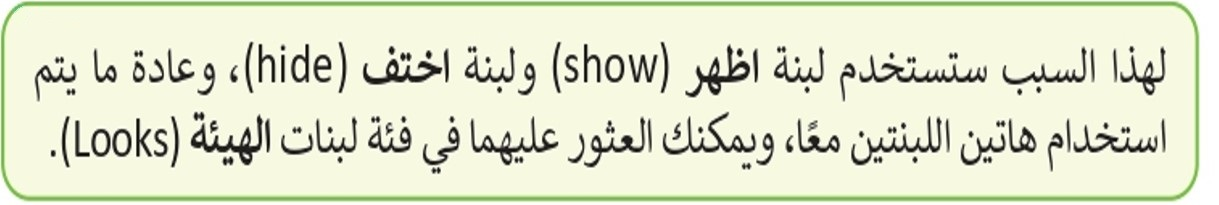 لهذا السبب ستستخدم لبنة اظهر (show) ولبنة اختف (hide)، وعادة ما يتم
استخدام هاتين اللبنتين معًا، ويمكنك العثور عليهما في فئة لبنات الهيئة (Looks).